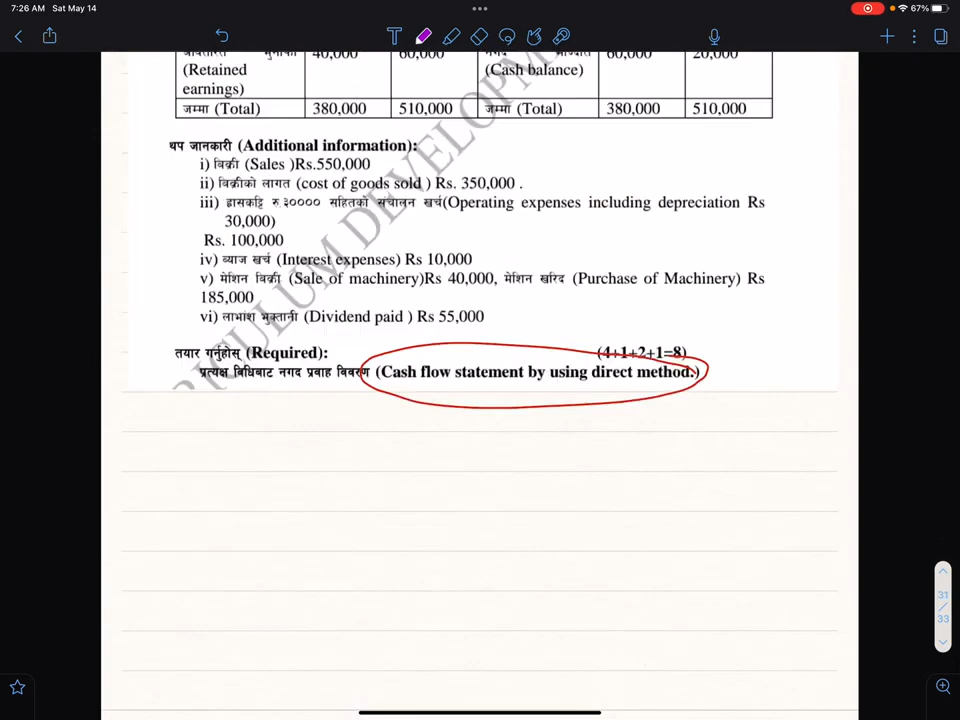 7:26 AM Sat May 14
67%
40,000 60,000 60,000 20,000
(Retained (Cash balance)
earnings)
जम्मा (Total) 380,000 510,000 जम्मा (Total) 380,000 510,000
थप जानकारी (Additional information):
i) बिक्री (Sales )Rs.550,000
ii) बिक्रीको लागत (cost of goods sold ) Rs. 350,000 .
iii) ह्रासकट्टि रु.३०००० सहितको संचालन खर्च(Operating expenses including depreciation Rs
30,000)
Rs. 100,000
iv) व्याज खर्च (Interest expenses) Rs 10,000
v) मेशिन बिक्री (Sale of machinery)Rs 40,000, मेशिन खरिद (Purchase of Machinery) Rs
185,000
vi) लाभांश भुक्तानी (Dividend paid ) Rs 55,000
तयार गर्नुहोस् (Required): (4+1+2+1=8)
प्रत्यक्ष बिधिबाट नगद प्रवाह विवरण (Cash flow statement by using direct method.)
RICULUM DEVELOPM
31
33